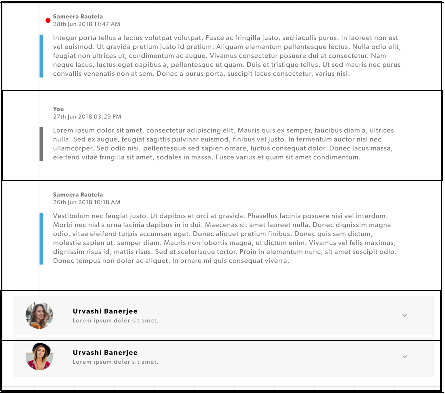 Sameera Rautela
28th Jun 2018 11:47 AM
Integer porta tellus a lectus volutpat volutpat. Fusce ac fringilla justo, sed iaculis purus. In laoreet non est
vel euismod. Ut gravida pretium justo id pretium. Aliquam elementum pellentesque lectus. Nulla odio elit,
feugiat non ultrices ut, condimentum ac augue. Vivamus consectetur posuere dui at consectetur. Nam
neque lacus, luctus eget dapibus a, pellentesque ut quam. Duis et tristique tellus. Ut sed mauris nec purus
convallis venenatis non at sem. Donec a purus porta, suscipit lacus consectetur, varius nisi.
You
27th Jun 2018 03:29 PM
Lorem ipsum dolor sit amet, consectetur adipiscing elit. Mauris quis ex semper, faucibus diam a, ultrices
nulla. Sed ex augue, feugiat sagittis pulvinar euismod, finibus vel justo. In fermentum auctor nisl nec
ullamcorper. Sed odio nisi, pellentesque sed sapien ornare, luctus consequat dolor. Donec lacus massa,
eleifend vitae fringilla sit amet, sodales in massa. Fusce varius et quam sit amet condimentum.
Sameera Rautela
26th Jun 2018 10:18 AM
Vestibulum nec feugiat justo. Ut dapibus et orci at gravida. Phasellus lacinia posuere nisi vel interdum.
Morbi nec nisl a urna lacinia dapibus in in dui. Maecenas sit amet laoreet nulla. Donec dignissim magna
odio, vitae eleifend turpis accumsan eget. Donec aliquet pretium finibus. Donec quis sem dictum,
molestie sapien ut, semper diam. Mauris non lobortis magna, ut dictum enim. Vivamus vel felis maximus,
dignissim risus id, mattis risus. Sed et scelerisque tortor. Proin in elementum nunc, sit amet suscipit odio.
Donec tempus non dolor ac aliquet. In ornare mi quis consequat viverra.
Urvashi Banerjee
Lorem ipsum dolor sit amet.
Urvashi Banerjee
Lorem ipsum dolor sit amet.